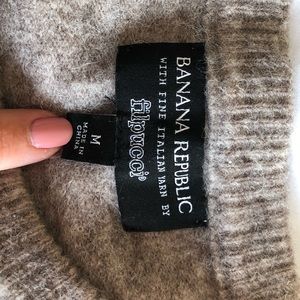 BANANA REPUBLIC
WITH FINE ITALIAN YARN BY
filpucci
M
MADE IN
CHINA